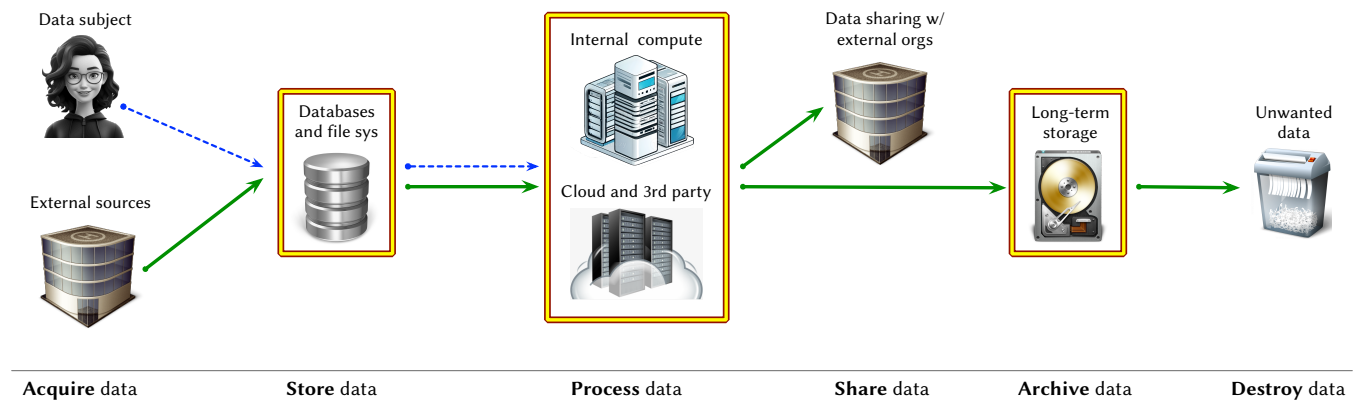 Data subject
External sources
Databases
and file sys
Internal compute
Cloud and 3rd party
Data sharing w/
external orgs
Long-term
storage
Unwanted
data
Acquire data
Store data
Process data
Share data
Archive data
Destroy data